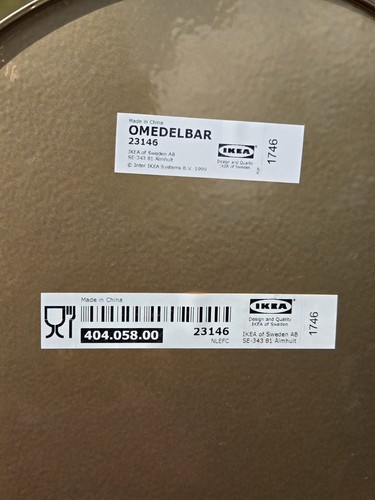 Made in China
OMEDELBAR
23146
IKEA of Sweden AB
SE-343 81 Älmhult
© Inter IKEA Systems B.V. 1999
IKEA
Design and Quality
IKEA of Sweden
1746
Made in China
404.058.00
23146
NLEFC
IKEA
Design and Quality
IKEA of Sweden
IKEA of Sweden AB
SE-343 81 Älmhult
1746